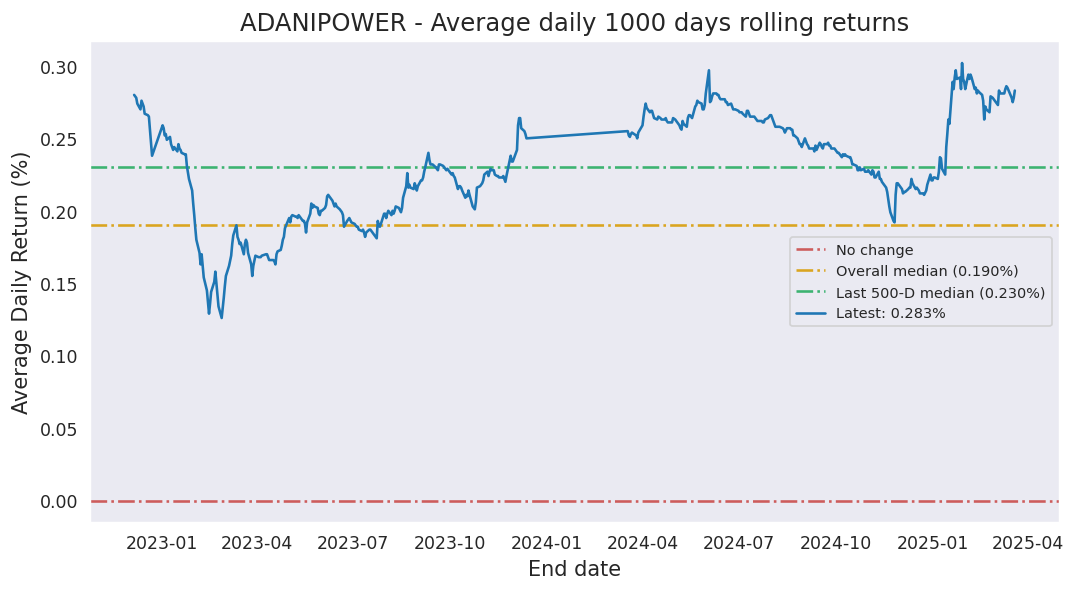 ADANIPOWER - Average daily 1000 days rolling returns
Average Daily Return (%)
0.30
0.25
0.20
0.15
0.10
0.05
0.00
No change
Overall median (0.190%)
Last 500-D median (0.230%)
Latest: 0.283%
2023-01 2023-04 2023-07 2023-10 2024-01 2024-04 2024-07 2024-10 2025-01 2025-04
End date